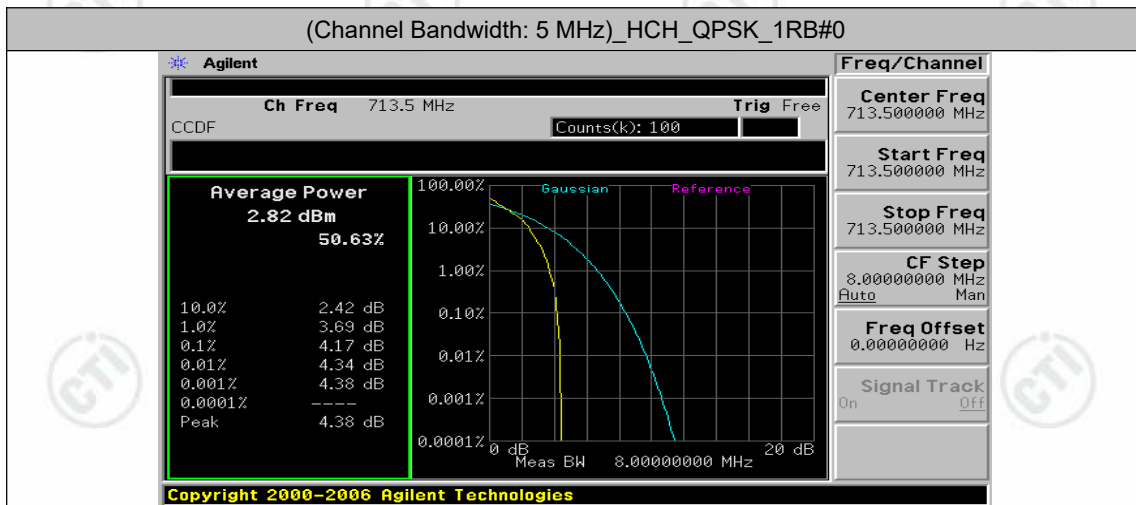 (Channel Bandwidth: 5 MHz)_HCH_QPSK_1RB#0
Agilent
Freq/Channel
Ch Freq 713.5 MHz
Trig Free
CCDF
Counts(k): 100
Average Power
2.82 dBm
50.63%
10.0% 2.42 dB
1.0% 3.69 dB
0.1% 4.17 dB
0.01% 4.34 dB
0.001% 4.38 dB
0.0001% ----
Peak 4.38 dB
100.00%
Gaussian
Reference
10.00%
1.00%
0.10%
0.01%
0.001%
0.0001%
0 dB
20 dB
Meas BW 8.00000000 MHz
Center Freq
713.500000 MHz
Start Freq
713.500000 MHz
Stop Freq
713.500000 MHz
CF Step
8.00000000 MHz
Auto Man
Freq Offset
0.00000000 Hz
Signal Track
On Off
Copyright 2000-2006 Agilent Technologies
CTI
CTI